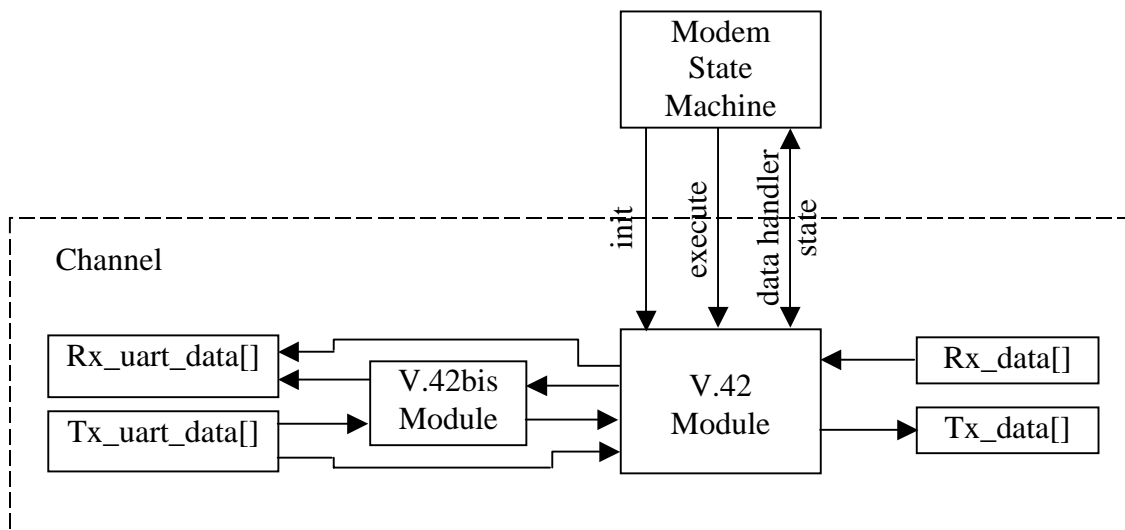 Modem
State
Machine
init
execute
data handler
state
Channel
Rx_uart_data[]
Tx_uart_data[]
V.42bis
Module
V.42
Module
Rx_data[]
Tx_data[]